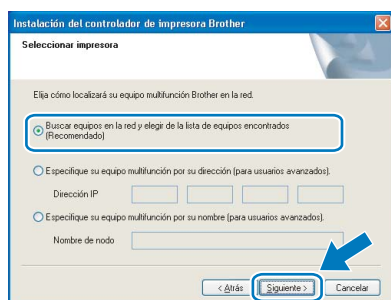 Instalación del controlador de impresora Brother
Seleccionar impresora
Elija cómo localizará su equipo multifunción Brother en la red.
Buscar equipos en la red y elegir de la lista de equipos encontrados
(Recomendado)
Especifique su equipo multifunción por su dirección (para usuarios avanzados).
Dirección IP
Especifique su equipo multifunción por su nombre (para usuarios avanzados).
Nombre de nodo
< Atrás Siguiente > Cancelar